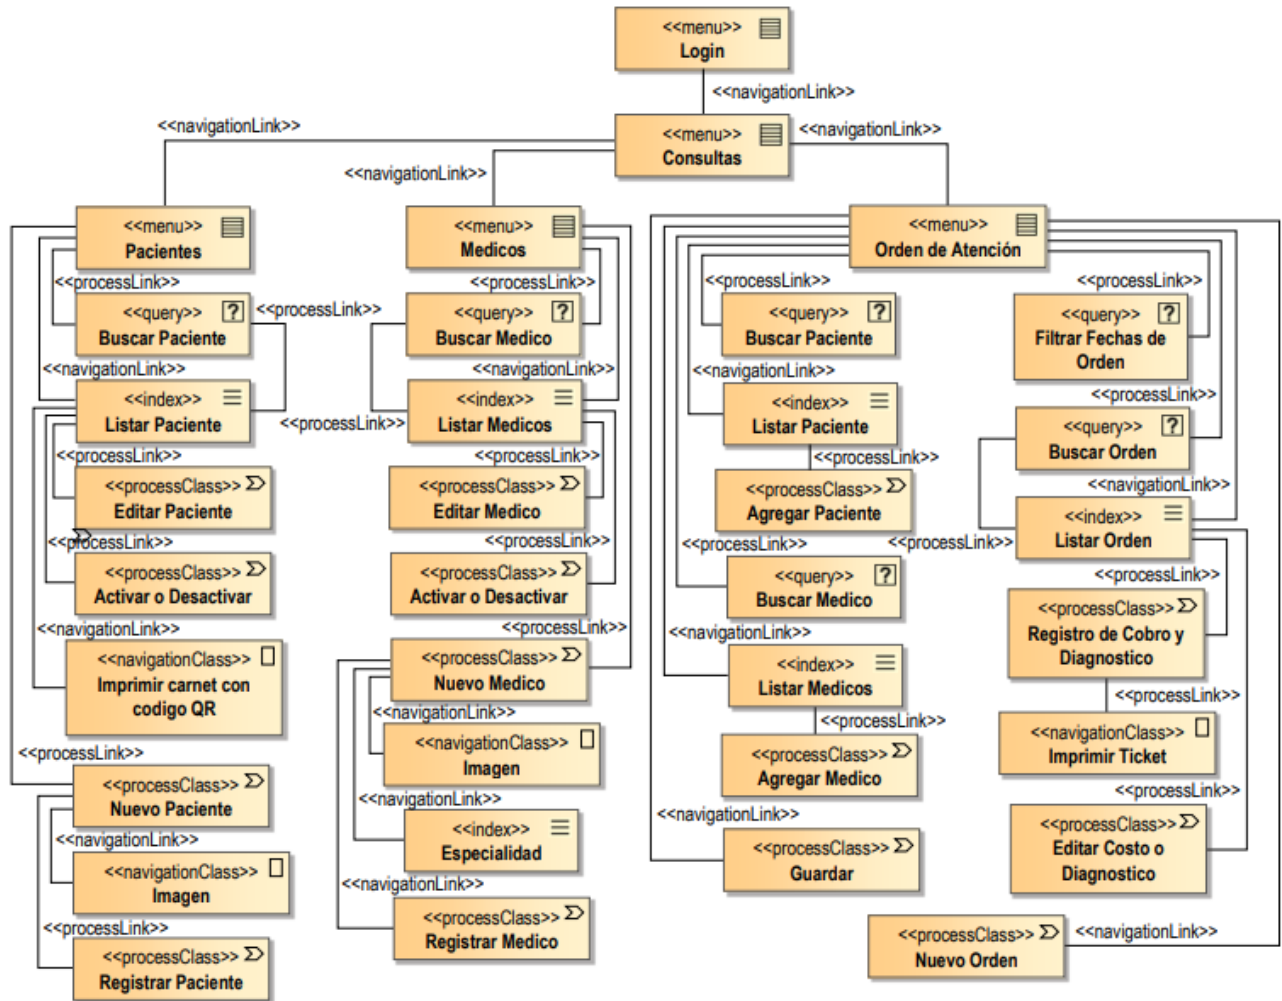 <<menu>>
Login
<<navigationLink>>
<<navigationLink>>
<<menu>>
Consultas
<<navigationLink>>
<<navigationLink>>
<<menu>>
Pacientes
<<processLink>>
<<query>>
Buscar Paciente
<<processLink>>
<<navigationLink>>
<<index>>
Listar Paciente
<<processLink>>
<<processClass>>
Editar Paciente
<<processLink>>
<<processClass>>
Activar o Desactivar
<<navigationLink>>
<<navigationClass>>
Imprimir carnet con
codigo QR
<<processLink>>
<<processClass>>
Nuevo Paciente
<<navigationLink>>
<<navigationClass>>
Imagen
<<processLink>>
<<processClass>>
Registrar Paciente
<<menu>>
Medicos
<<processLink>>
<<query>>
Buscar Medico
<<navigationLink>>
<<index>>
Listar Medicos
<<processLink>>
<<processLink>>
<<processClass>>
Editar Medico
<<processLink>>
<<processClass>>
Activar o Desactivar
<<processLink>>
<<processClass>>
Nuevo Medico
<<navigationLink>>
<<navigationClass>>
Imagen
<<navigationLink>>
<<index>>
Especialidad
<<navigationLink>>
<<processClass>>
Registrar Medico
<<menu>>
Orden de Atención
<<processLink>>
<<query>>
Buscar Paciente
<<navigationLink>>
<<index>>
Listar Paciente
<<processLink>>
<<processClass>>
Agregar Paciente
<<processLink>>
<<query>>
Buscar Medico
<<navigationLink>>
<<index>>
Listar Medicos
<<processLink>>
<<processClass>>
Agregar Medico
<<navigationLink>>
<<processClass>>
Guardar
<<processLink>>
<<query>>
Filtrar Fechas de
Orden
<<processLink>>
<<query>>
Buscar Orden
<<navigationLink>>
<<index>>
Listar Orden
<<processLink>>
<<processLink>>
<<processClass>>
Registro de Cobro y
Diagnostico
<<processLink>>
<<navigationClass>>
Imprimir Ticket
<<processLink>>
<<processClass>>
Editar Costo o
Diagnostico
<<processClass>>
Nuevo Orden
<<navigationLink>>